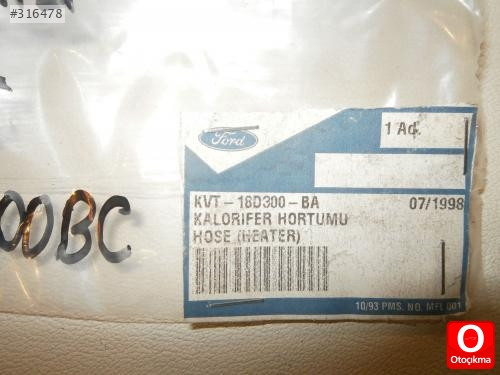 #316478
Ford
1 Ad.
KVT-18D300-BA 07/1998
KALORIFER HORTUMU
HOSE (HEATER)
00BC
10/93 PMS. NO. MFL 001
O
Otoçıkma